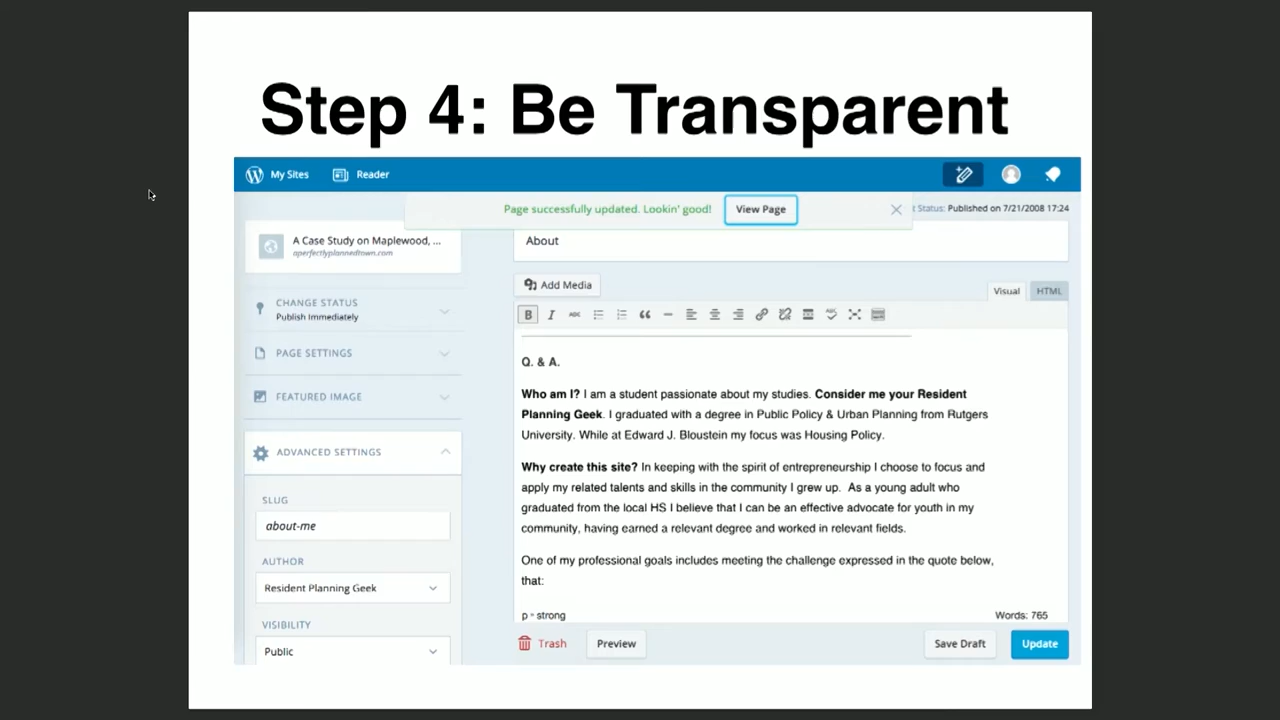 Step 4: Be Transparent
My Sites
Reader
Page successfully updated. Lookin' good!
View Page
Status: Published on 7/21/2008 17:24
A Case Study on Maplewood, ...
aperfectlyplannedtown.com
About
Add Media
Visual
HTML
CHANGE STATUS
Publish Immediately
B I ABC
PAGE SETTINGS
FEATURED IMAGE
ADVANCED SETTINGS
SLUG
about-me
AUTHOR
Resident Planning Geek
VISIBILITY
Public
Q. & A.
Who am I? I am a student passionate about my studies. Consider me your Resident
Planning Geek. I graduated with a degree in Public Policy & Urban Planning from Rutgers
University. While at Edward J. Bloustein my focus was Housing Policy.
Why create this site? In keeping with the spirit of entrepreneurship I choose to focus and
apply my related talents and skills in the community I grew up. As a young adult who
graduated from the local HS I believe that I can be an effective advocate for youth in my
community, having earned a relevant degree and worked in relevant fields.
One of my professional goals includes meeting the challenge expressed in the quote below,
that:
p » strong
Words: 765
Trash
Preview
Save Draft
Update